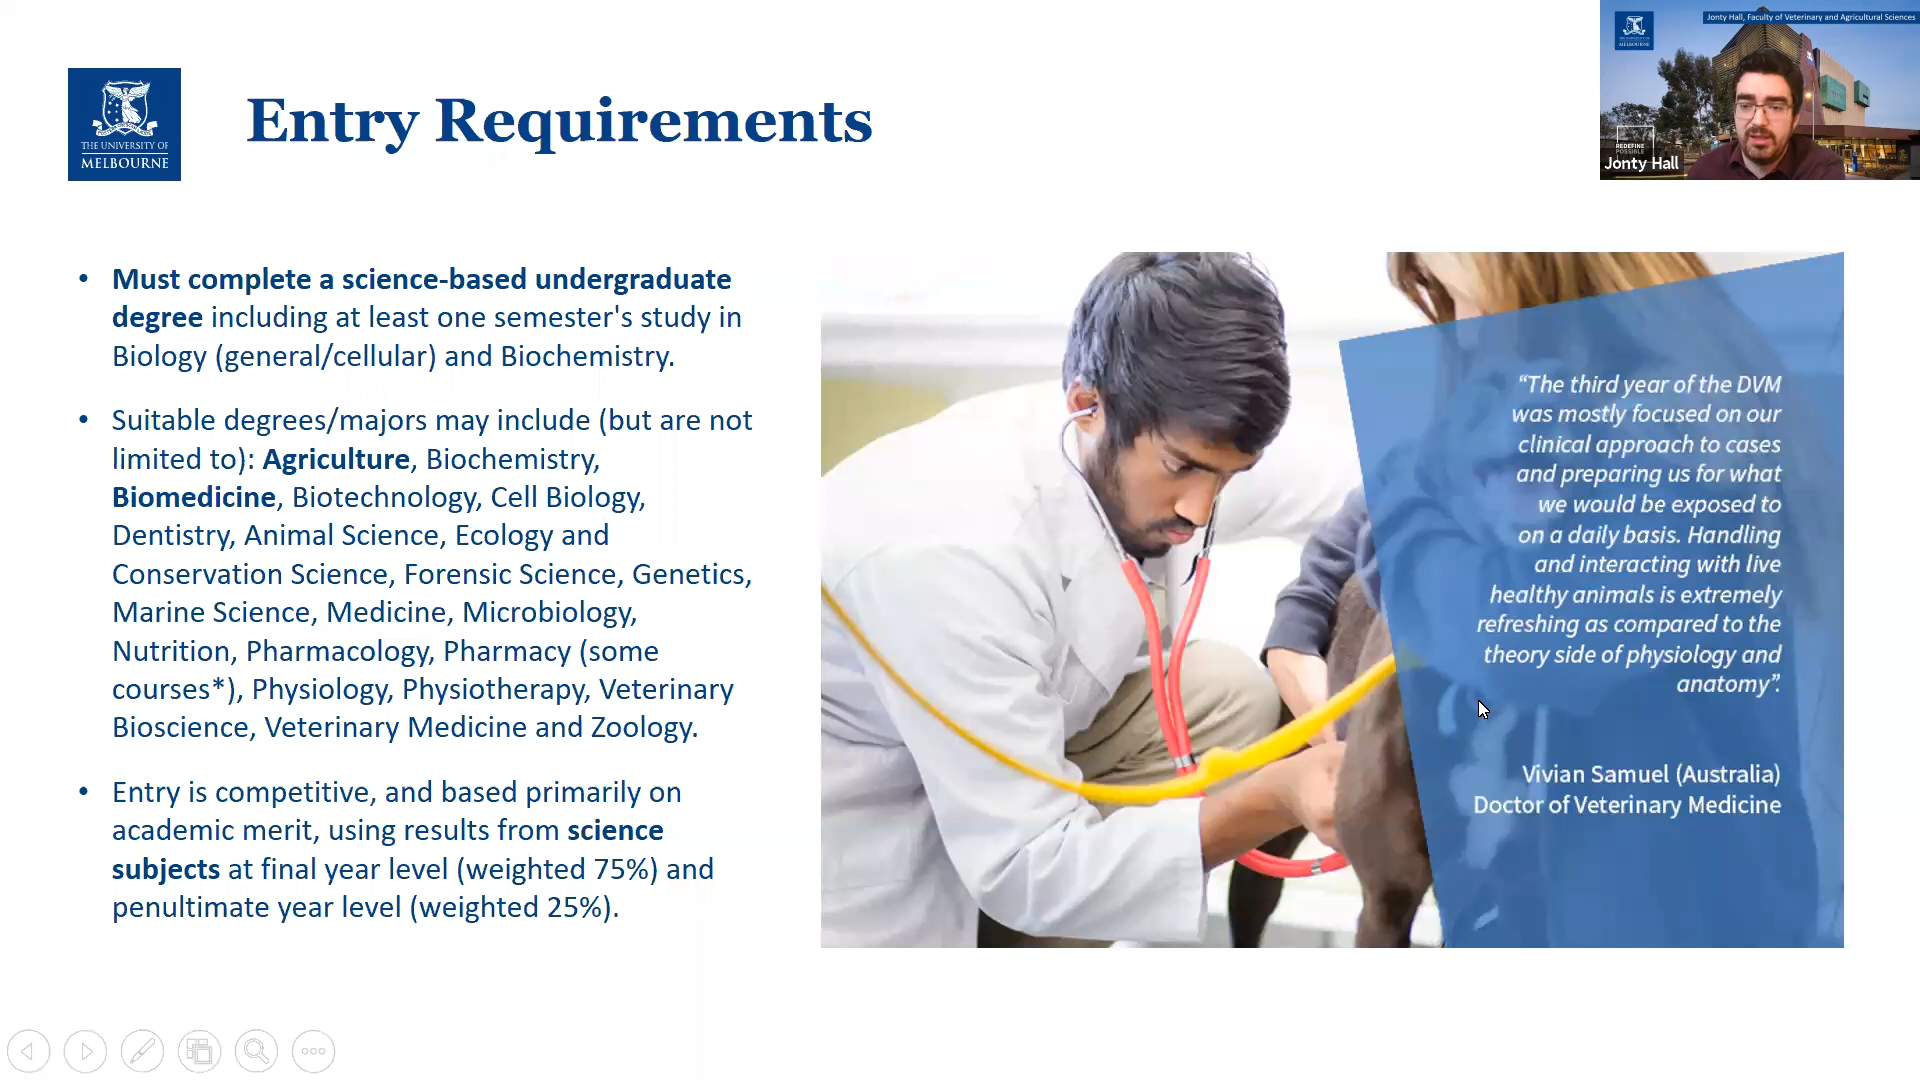 Jonty Hall, Faculty of Veterinary and Agricultural Sciences
MELBOURNE
REDEFINE
POSSIBLE
Jonty Hall
THE UNIVERSITY OF
MELBOURNE
Entry Requirements
• Must complete a science-based undergraduate
degree including at least one semester's study in
Biology (general/cellular) and Biochemistry.
• Suitable degrees/majors may include (but are not
limited to): Agriculture, Biochemistry,
Biomedicine, Biotechnology, Cell Biology,
Dentistry, Animal Science, Ecology and
Conservation Science, Forensic Science, Genetics,
Marine Science, Medicine, Microbiology,
Nutrition, Pharmacology, Pharmacy (some
courses*), Physiology, Physiotherapy, Veterinary
Bioscience, Veterinary Medicine and Zoology.
• Entry is competitive, and based primarily on
academic merit, using results from science
subjects at final year level (weighted 75%) and
penultimate year level (weighted 25%).
“The third year of the DVM
was mostly focused on our
clinical approach to cases
and preparing us for what
we would be exposed to
on a daily basis. Handling
and interacting with live
healthy animals is extremely
refreshing as compared to the
theory side of physiology and
anatomy”.
Vivian Samuel (Australia)
Doctor of Veterinary Medicine